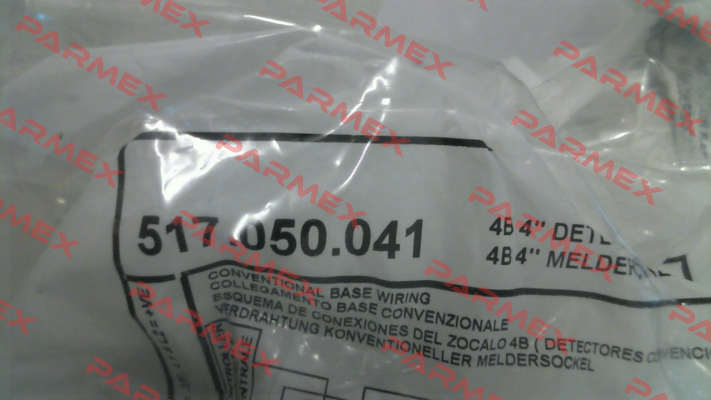 517.050.041
4B 4" DETE
4B 4" MELDER
CONVENTIONAL BASE WIRING
COLLEGAMENTO BASE CONVENZIONALE
ESQUEMA DE CONEXIONES DEL ZOCALO 4B ( DETECTORES CONVENC
VERDRAHTUNG KONVENTIONELLER MELDERSOCKEL
PARMEX